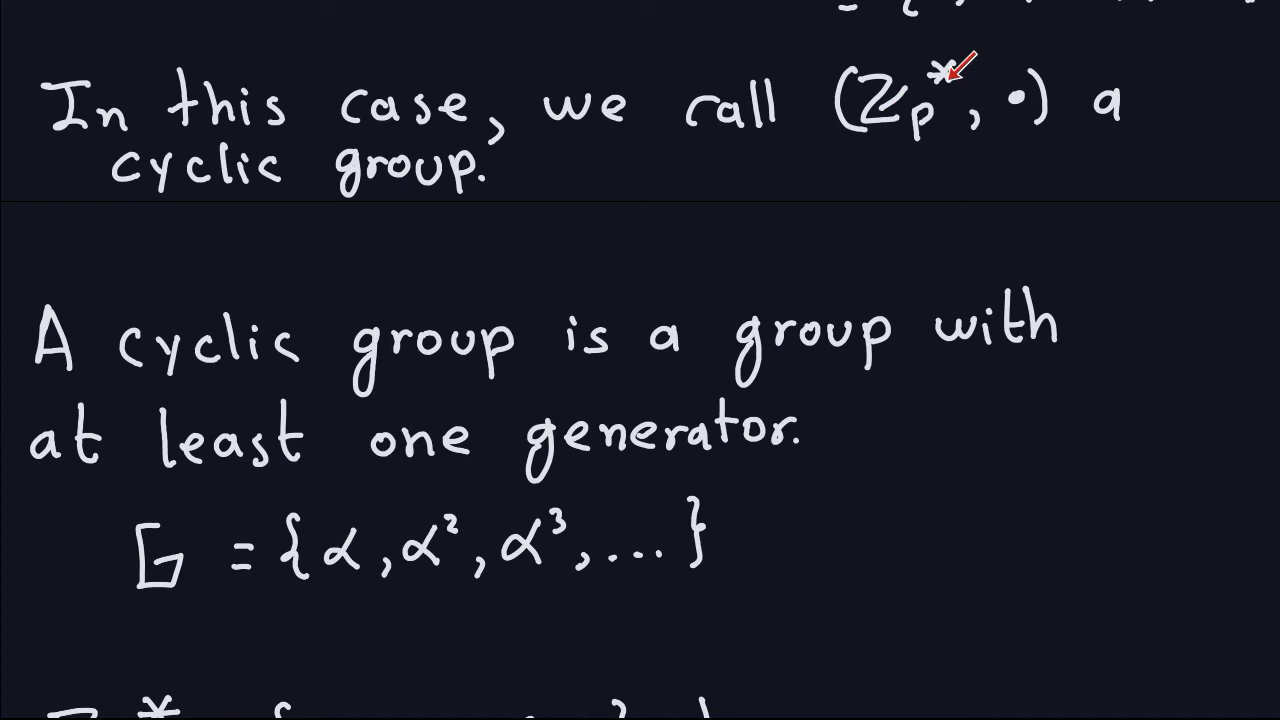 In this case, we call (ℤₚ*, •) a
cyclic group.
A cyclic group is a group with
at least one generator.
G = {α, α², α³, ...}